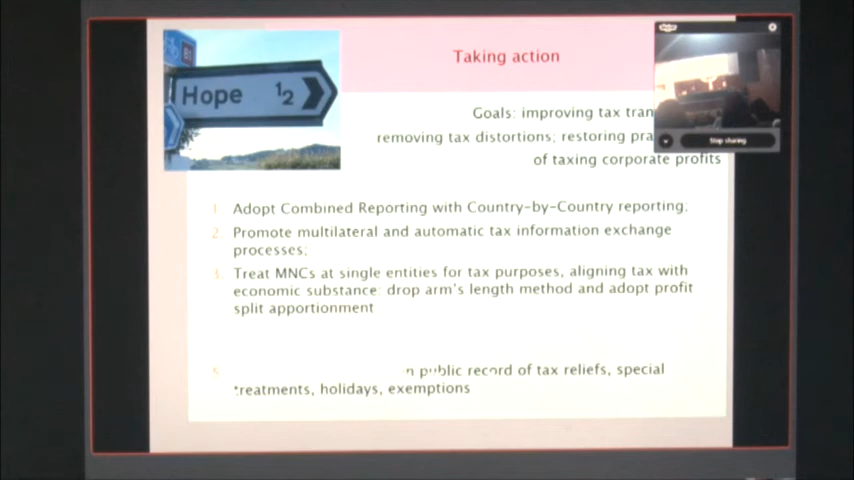 Hope ½
Taking action
Goals: improving tax
removing tax distortions; restoring
of taxing corporate profits
Stop sharing
1. Adopt Combined Reporting with Country-by-Country reporting;
2. Promote multilateral and automatic tax information exchange
processes;
3. Treat MNCs at single entities for tax purposes, aligning tax with
economic substance: drop arm's length method and adopt profit
split apportionment
5. public record of tax reliefs, special
treatments, holidays, exemptions